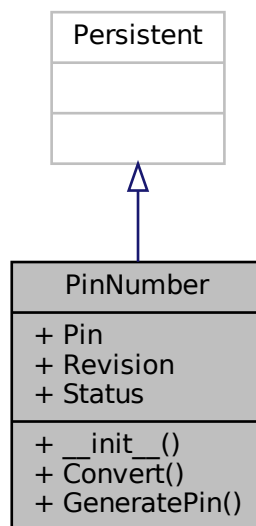 Persistent
PinNumber
+ Pin
+ Revision
+ Status
+ __init__()
+ Convert()
+ GeneratePin()